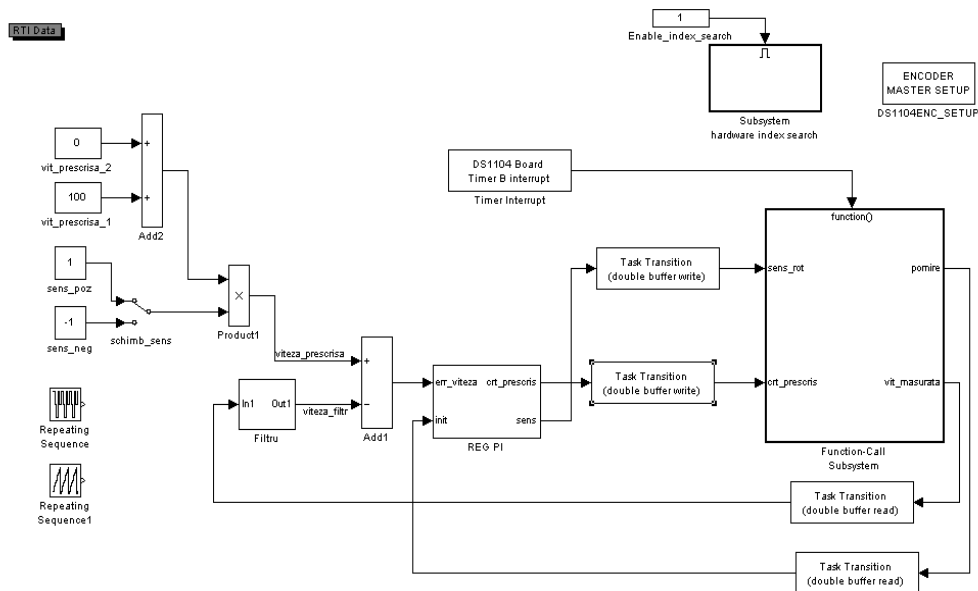 RTI Data
1
Enable_index_search
Subsystem
hardware index search
ENCODER
MASTER SETUP
DS1104ENC_SETUP
0
vit_prescrisa_2
100
vit_prescrisa_1
+
+
Add2
DS1104 Board
Timer B interrupt
Timer Interrupt
1
sens_poz
-1
sens_neg
schimb_sens
×
Product1
viteza_prescrisa
Task Transition
(double buffer write)
function()
sens_rot
pornire
crt_prescris
vit_masurata
Function-Call
Subsystem
Task Transition
(double buffer write)
+
−
Add1
err_viteza
crt_prescris
init
sens
REG PI
In1
Out1
Filtru
viteza_filtr
Repeating
Sequence
Repeating
Sequence1
Task Transition
(double buffer read)
Task Transition
(double buffer read)